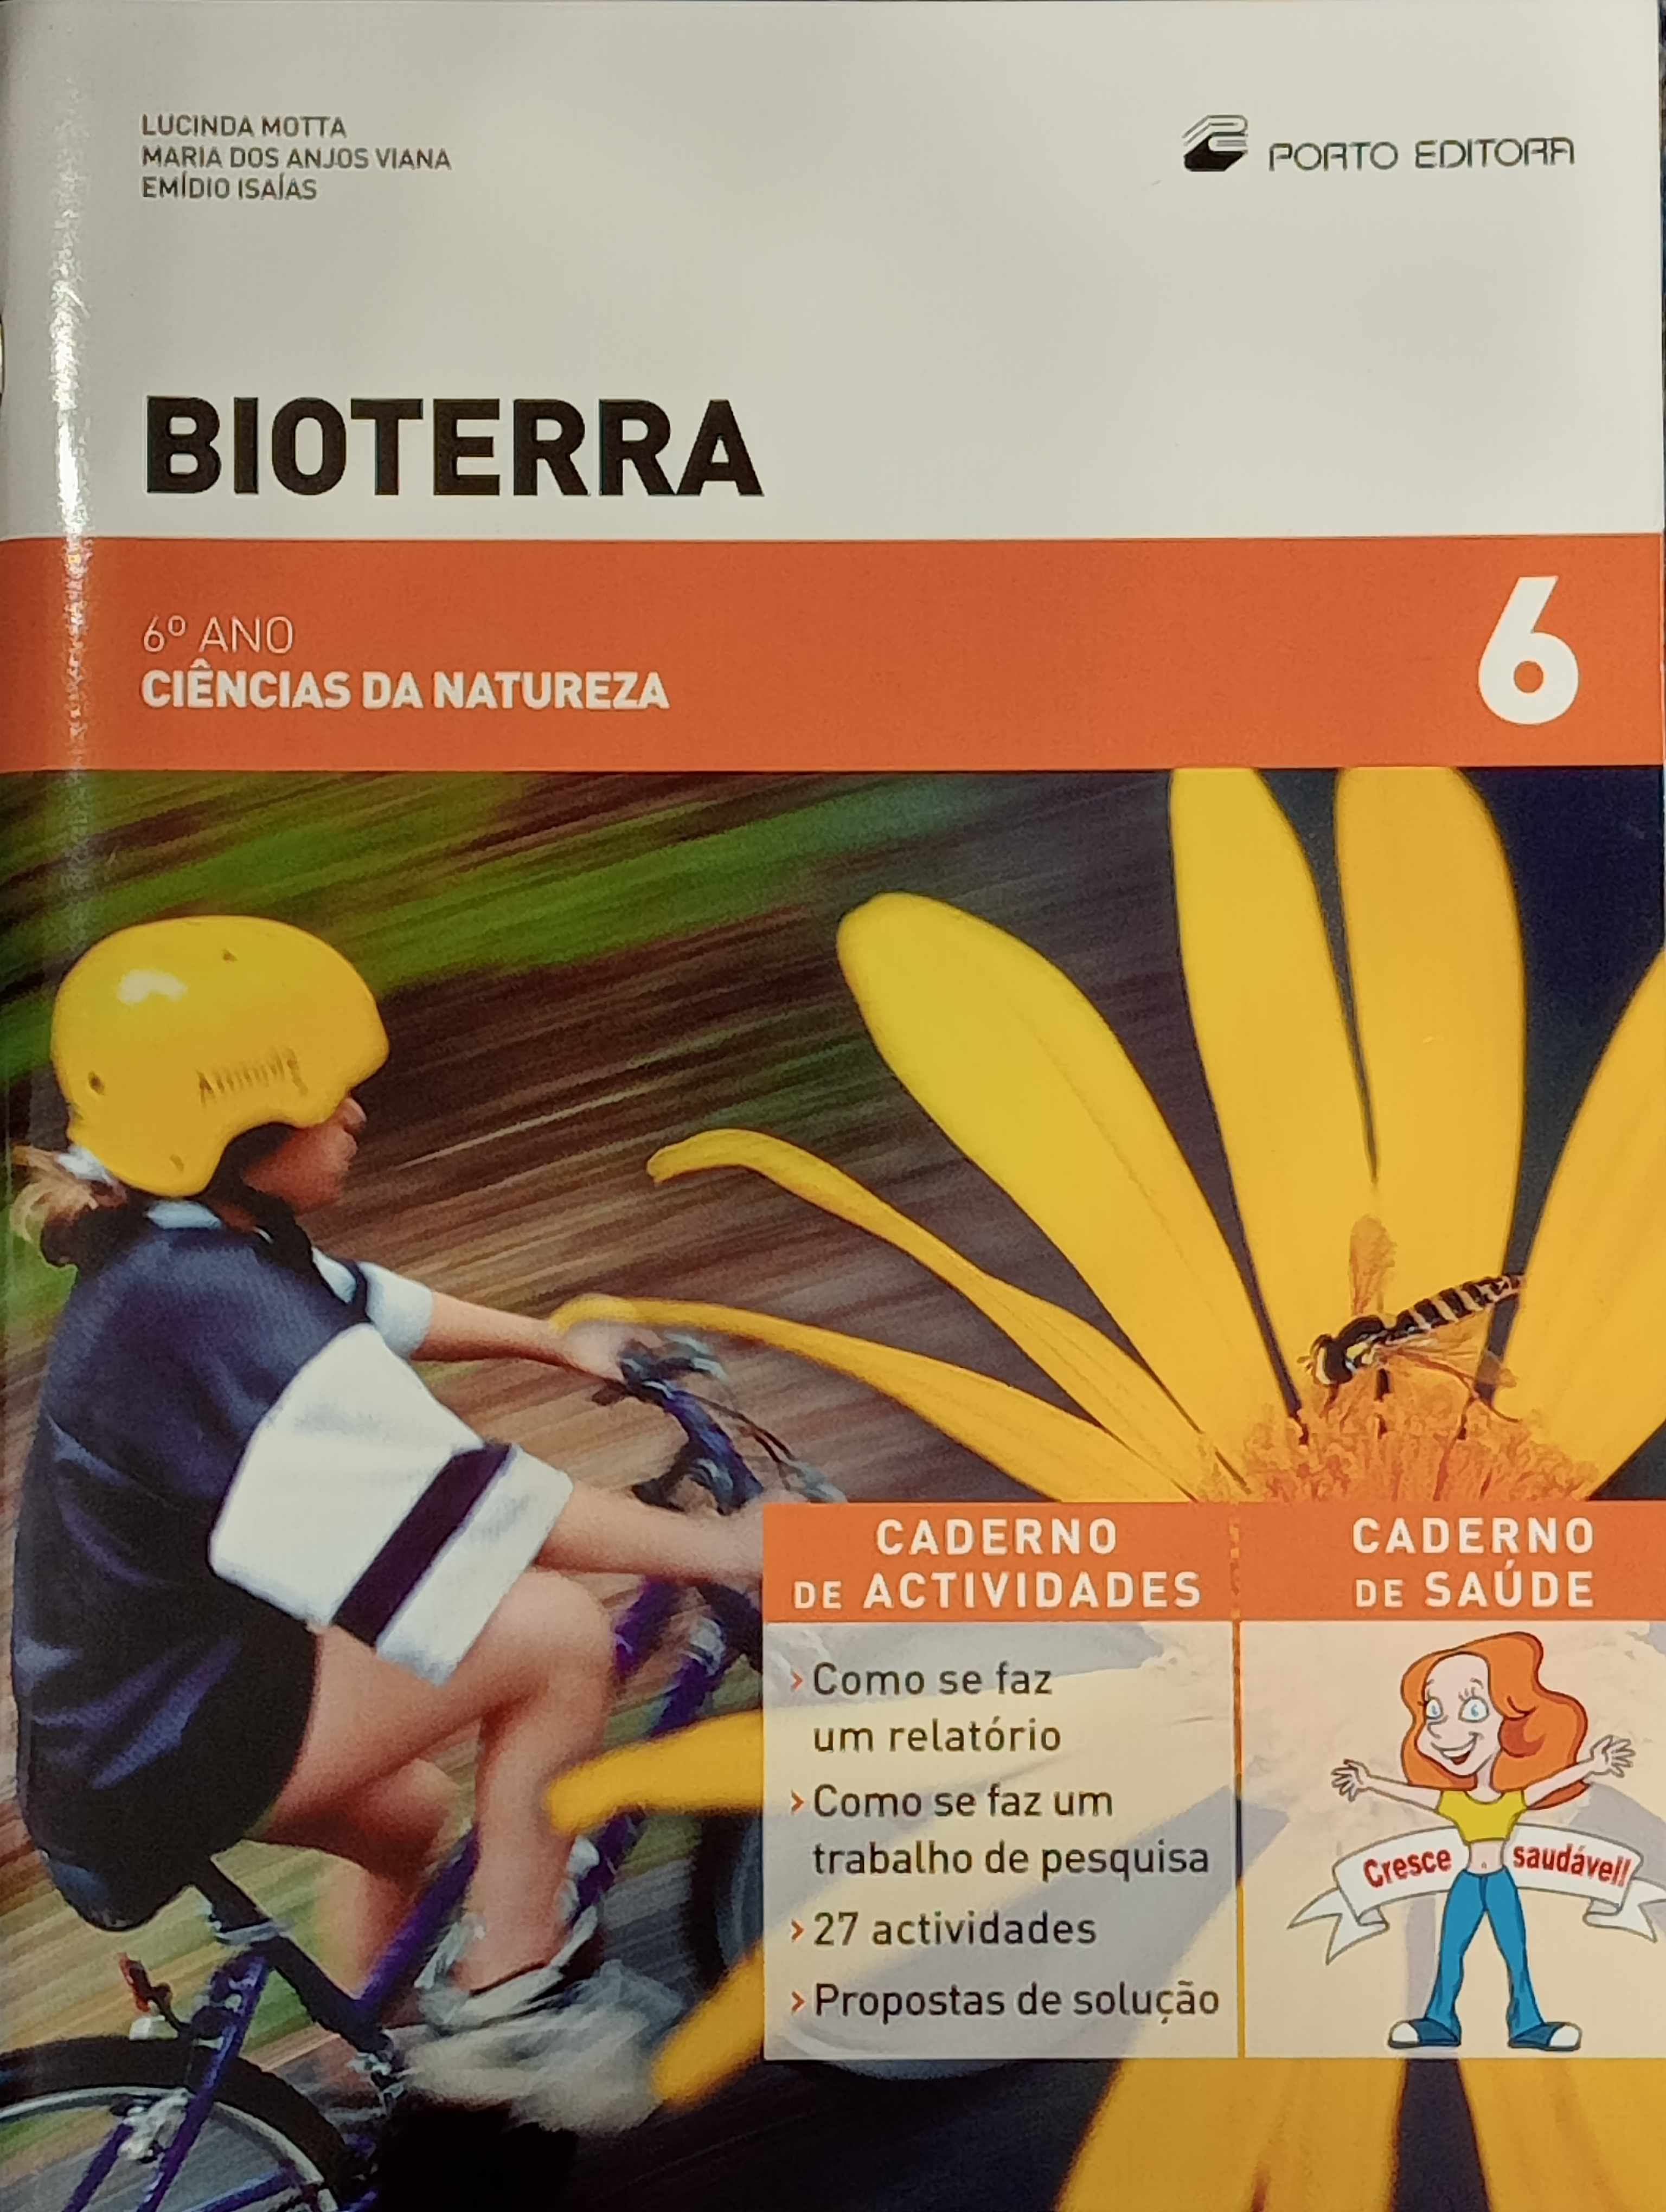 LUCINDA MOTTA
MARIA DOS ANJOS VIANA
EMÍDIO ISAÍAS
PORTO EDITORA
BIOTERRA
6º ANO
CIÊNCIAS DA NATUREZA
6
CADERNO
DE ACTIVIDADES
› Como se faz
um relatório
› Como se faz um
trabalho de pesquisa
› 27 actividades
› Propostas de solução
CADERNO
DE SAÚDE
Cresce saudável!